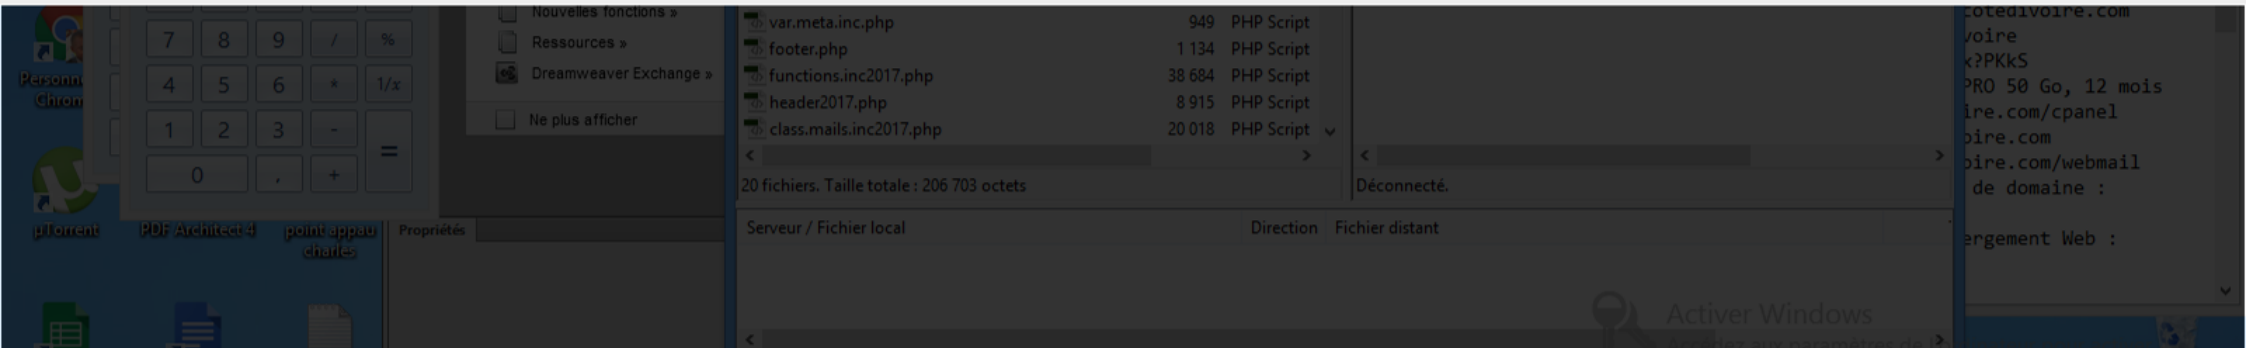 Nouvelles fonctions »
Ressources »
Dreamweaver Exchange »
Ne plus afficher
7 8 9 / %
4 5 6 * 1/x
1 2 3 - =
0 , +
Chrom
µTorrent
PDF Architect 4
point appau
charles
Propriétés
var.meta.inc.php 949 PHP Script
footer.php 1 134 PHP Script
functions.inc2017.php 38 684 PHP Script
header2017.php 8 915 PHP Script
class.mails.inc2017.php 20 018 PHP Script
20 fichiers. Taille totale : 206 703 octets
Déconnecté.
Serveur / Fichier local Direction Fichier distant
Activer Windows
Accédez aux paramètres de l'o
cotedivoire.com
voire
x?PKkS
PRO 50 Go, 12 mois
ire.com/cpanel
oire.com
oire.com/webmail
de domaine :
ergement Web :